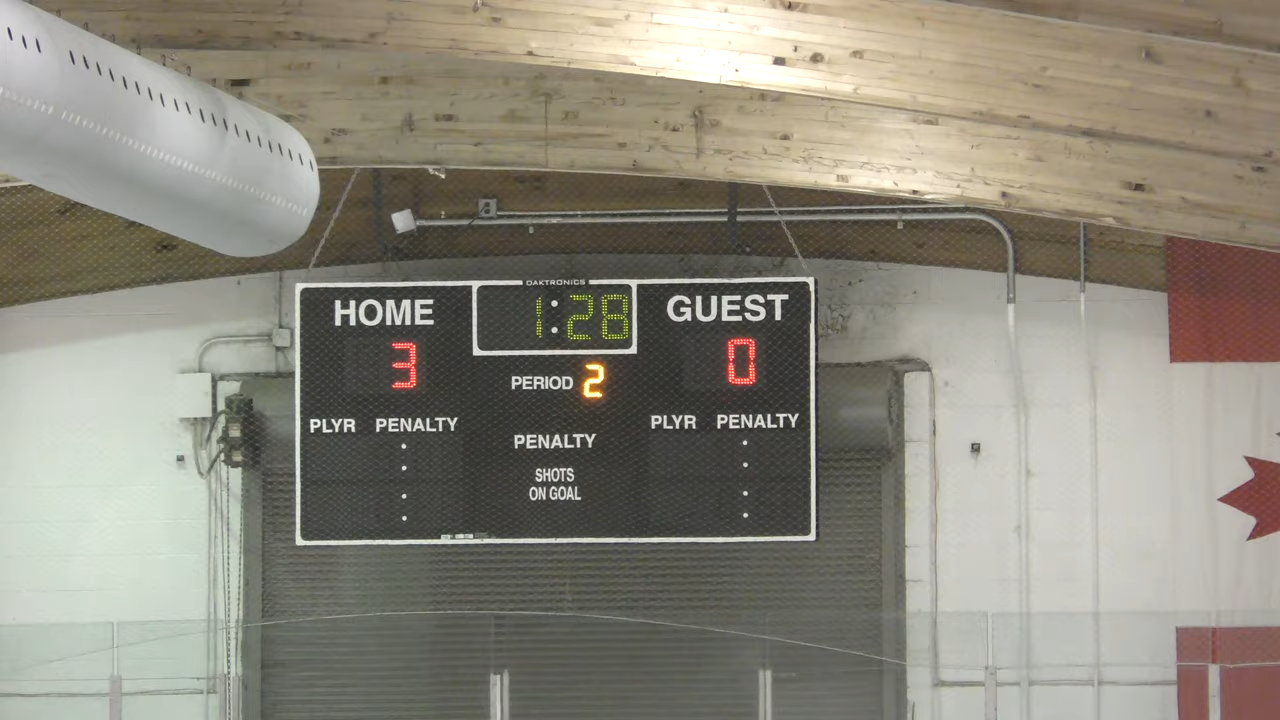 DAKTRONICS
HOME 1:28 GUEST
3 0
PERIOD 2
PLYR PENALTY PLYR PENALTY
PENALTY
SHOTS
ON GOAL